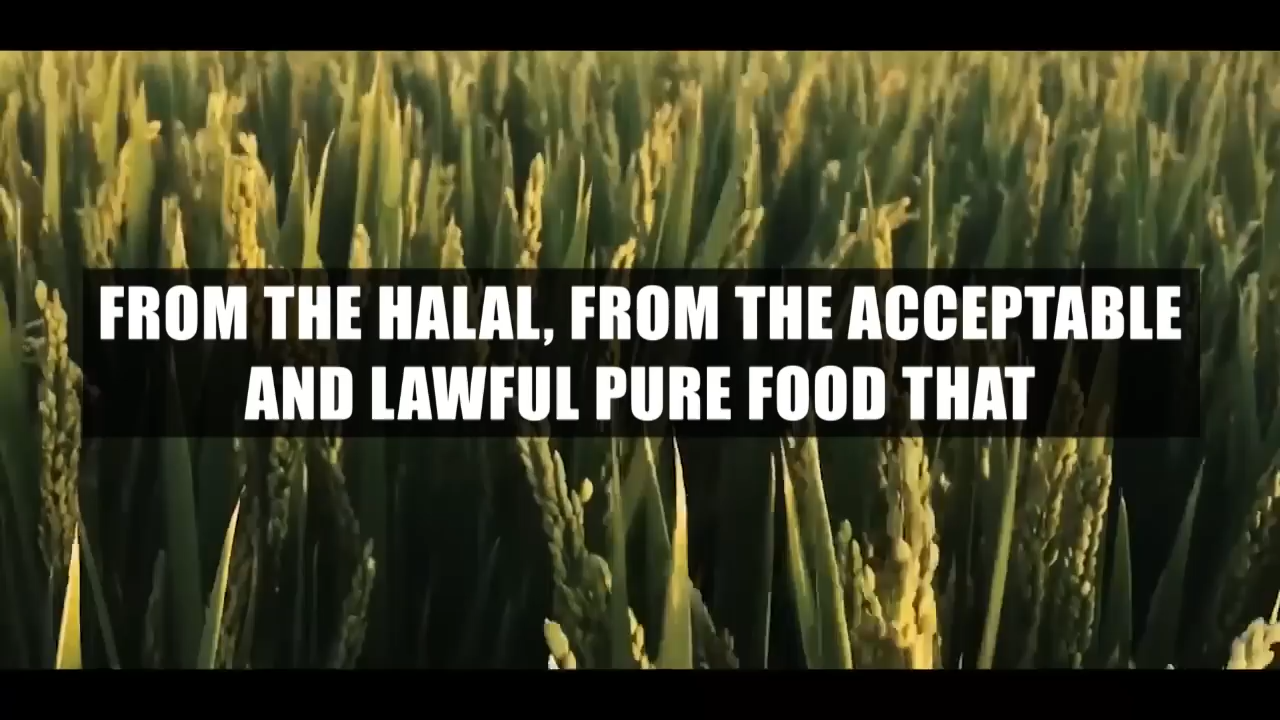 FROM THE HALAL, FROM THE ACCEPTABLE
AND LAWFUL PURE FOOD THAT